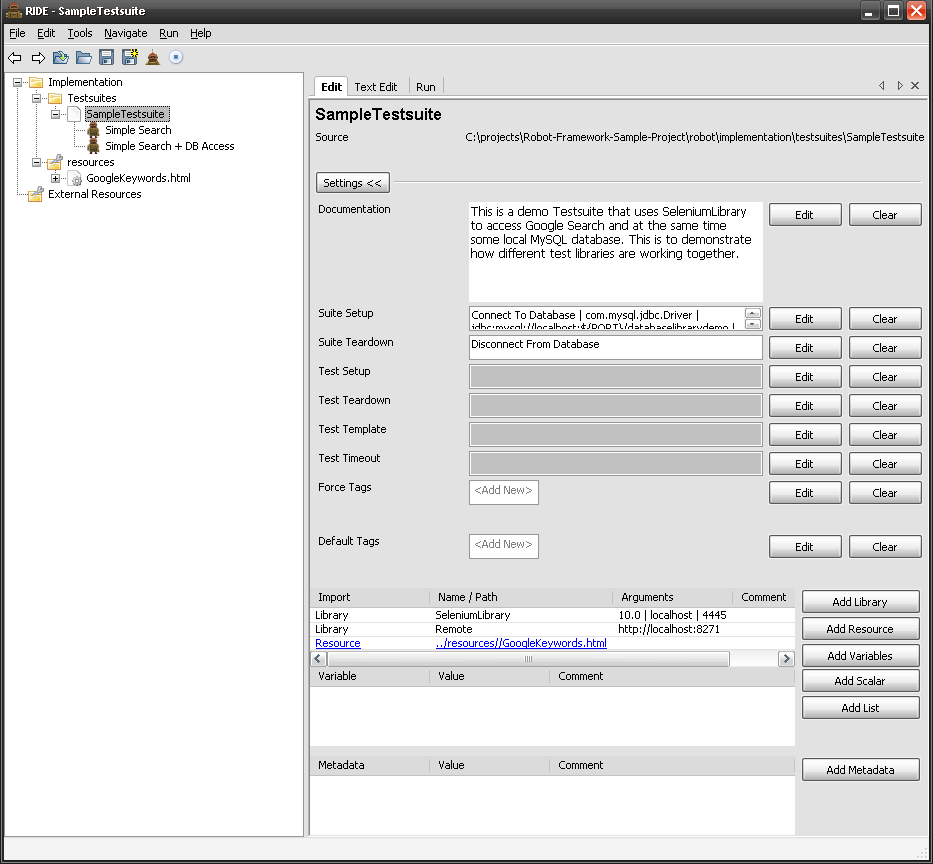 RIDE - SampleTestsuite
File Edit Tools Navigate Run Help
Implementation
Testsuites
SampleTestsuite
Simple Search
Simple Search + DB Access
resources
GoogleKeywords.html
External Resources
Edit Text Edit Run
SampleTestsuite
Source C:\projects\Robot-Framework-Sample-Project\robot\implementation\testsuites\SampleTestsuite
Settings <<
Documentation
This is a demo Testsuite that uses SeleniumLibrary
to access Google Search and at the same time
some local MySQL database. This is to demonstrate
how different test libraries are working together.
Edit Clear
Suite Setup
Connect To Database | com.mysql.jdbc.Driver |
jdbc:mysql://localhost:${PORT}/databaselibrarydemo |
Edit Clear
Suite Teardown Disconnect From Database Edit Clear
Test Setup Edit Clear
Test Teardown Edit Clear
Test Template Edit Clear
Test Timeout Edit Clear
Force Tags <Add New> Edit Clear
Default Tags <Add New> Edit Clear
Import Name / Path Arguments Comment
Library SeleniumLibrary 10.0 | localhost | 4445
Library Remote http://localhost:8271
Resource ../resources//GoogleKeywords.html
Add Library
Add Resource
Add Variables
Variable Value Comment
Add Scalar
Add List
Metadata Value Comment
Add Metadata